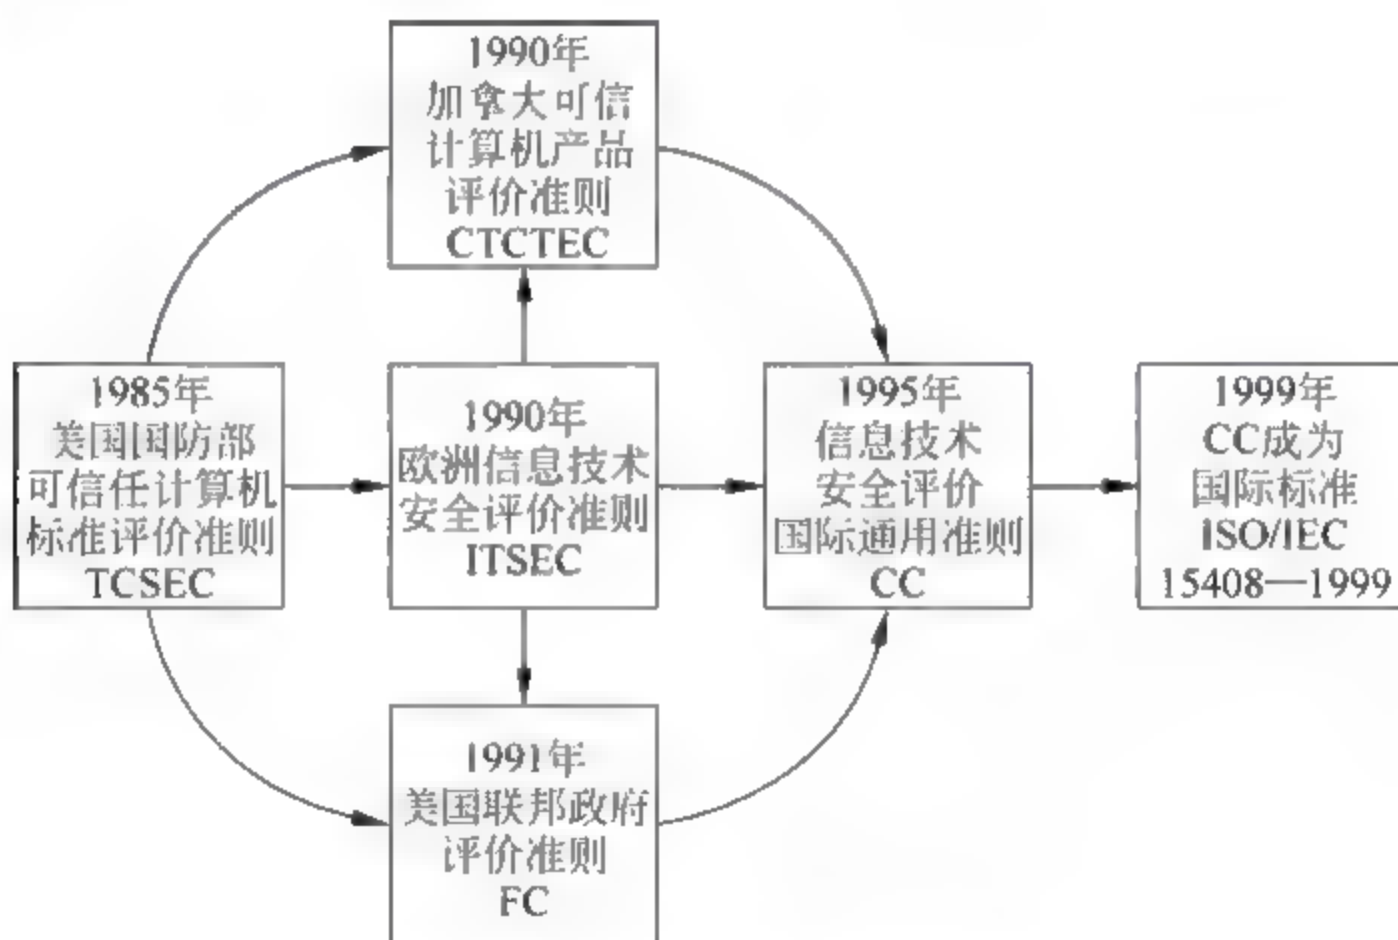 1990年
加拿大可信
计算机产品
评价准则
CTCTEC
1985年
美国国防部
可信任计算机
标准评价准则
TCSEC
1990年
欧洲信息技术
安全评价准则
ITSEC
1995年
信息技术
安全评价
国际通用准则
CC
1999年
CC成为
国际标准
ISO/IEC
15408—1999
1991年
美国联邦政府
评价准则
FC